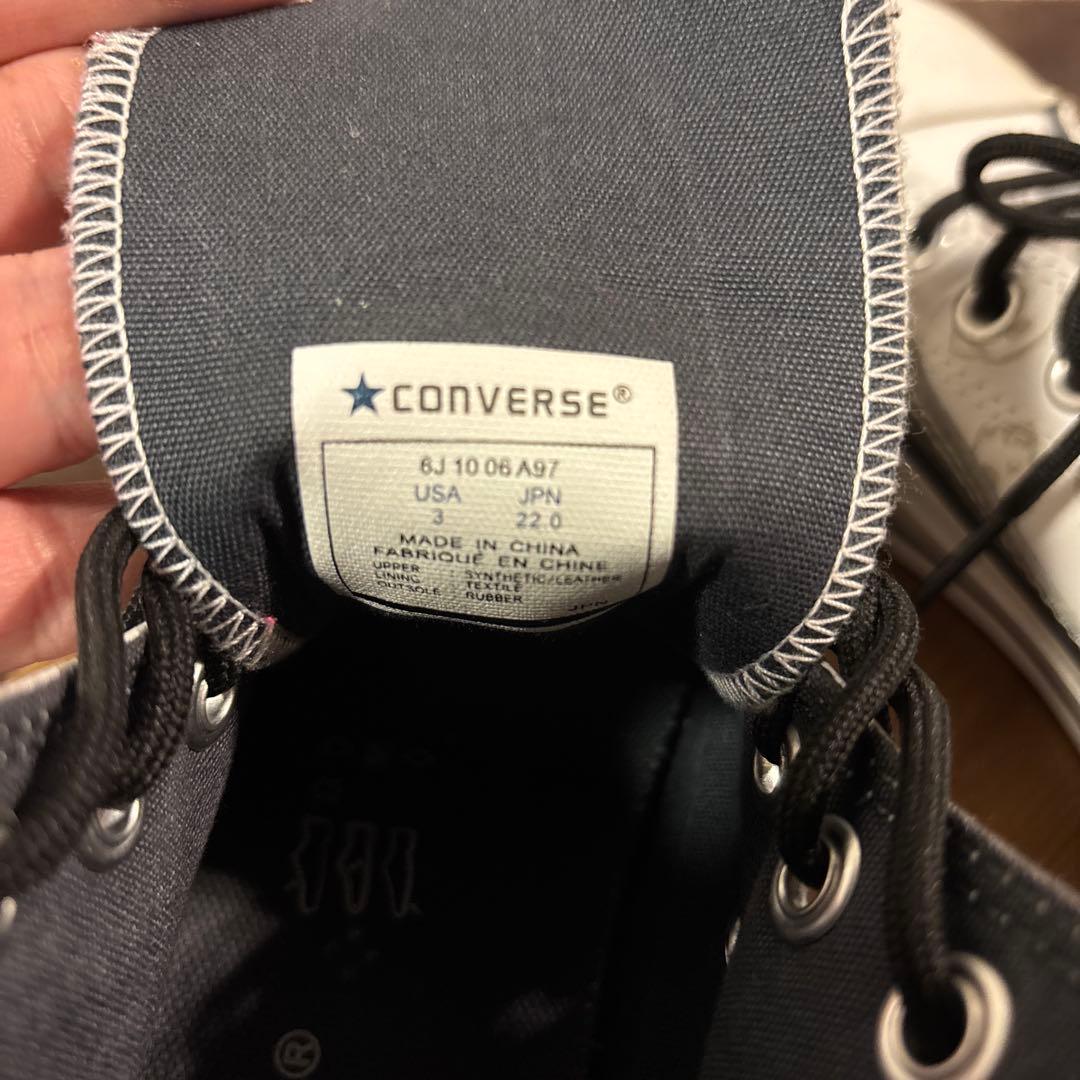 ★CONVERSE®
6J 10 06 A97
USA JPN
3 22 0
MADE IN CHINA
FABRIQUÉ EN CHINE
UPPER : SYNTHETIC/LEATHER
LINING : TEXTILE
OUTSOLE : RUBBER
JPN
®